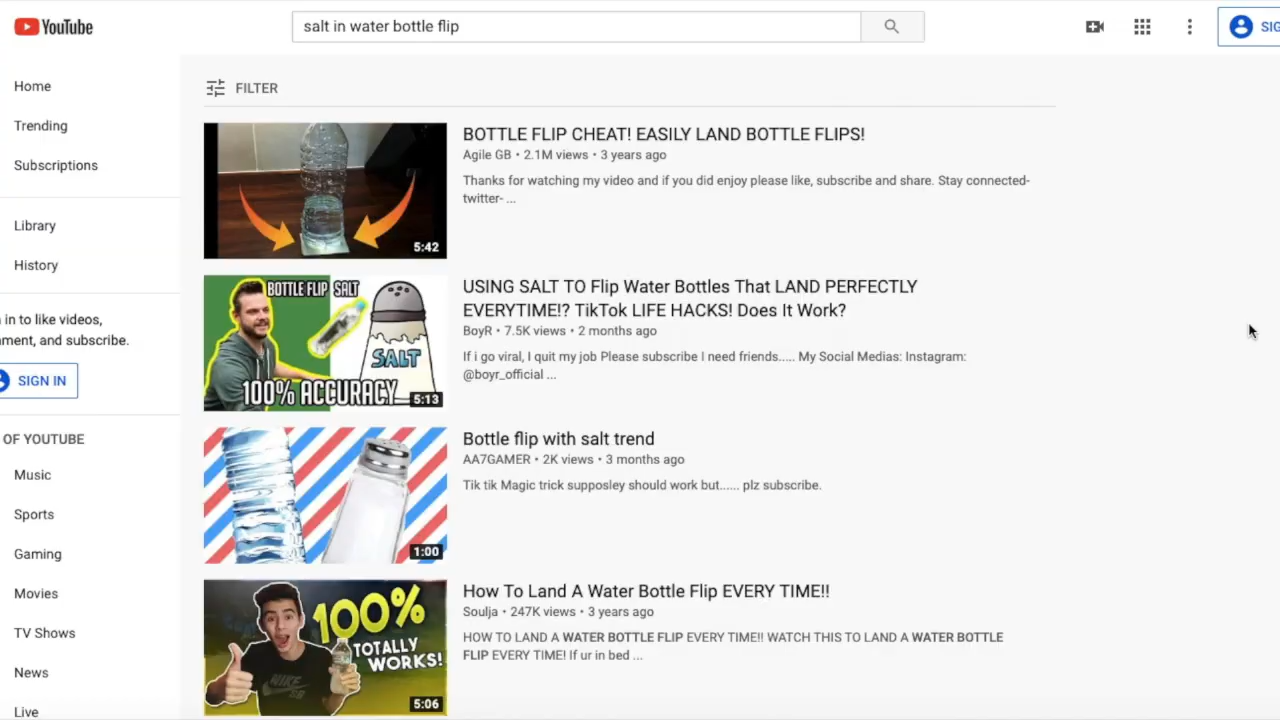 YouTube
salt in water bottle flip
SIG
Home
Trending
Subscriptions
Library
History
in to like videos,
ment, and subscribe.
SIGN IN
OF YOUTUBE
Music
Sports
Gaming
Movies
TV Shows
News
Live
FILTER
5:42
BOTTLE FLIP CHEAT! EASILY LAND BOTTLE FLIPS!
Agile GB • 2.1M views • 3 years ago
Thanks for watching my video and if you did enjoy please like, subscribe and share. Stay connected-
twitter- ...
BOTTLE FLIP SALT
SALT
100% ACCURACY
5:13
USING SALT TO Flip Water Bottles That LAND PERFECTLY
EVERYTIME!? TikTok LIFE HACKS! Does It Work?
BoyR • 7.5K views • 2 months ago
If i go viral, I quit my job Please subscribe I need friends..... My Social Medias: Instagram:
@boyr_official ...
1:00
Bottle flip with salt trend
AA7GAMER • 2K views • 3 months ago
Tik tik Magic trick supposley should work but...... plz subscribe.
100%
TOTALLY
WORKS!
NIKE
SB
5:06
How To Land A Water Bottle Flip EVERY TIME!!
Soulja • 247K views • 3 years ago
HOW TO LAND A WATER BOTTLE FLIP EVERY TIME!! WATCH THIS TO LAND A WATER BOTTLE
FLIP EVERY TIME! If ur in bed ...